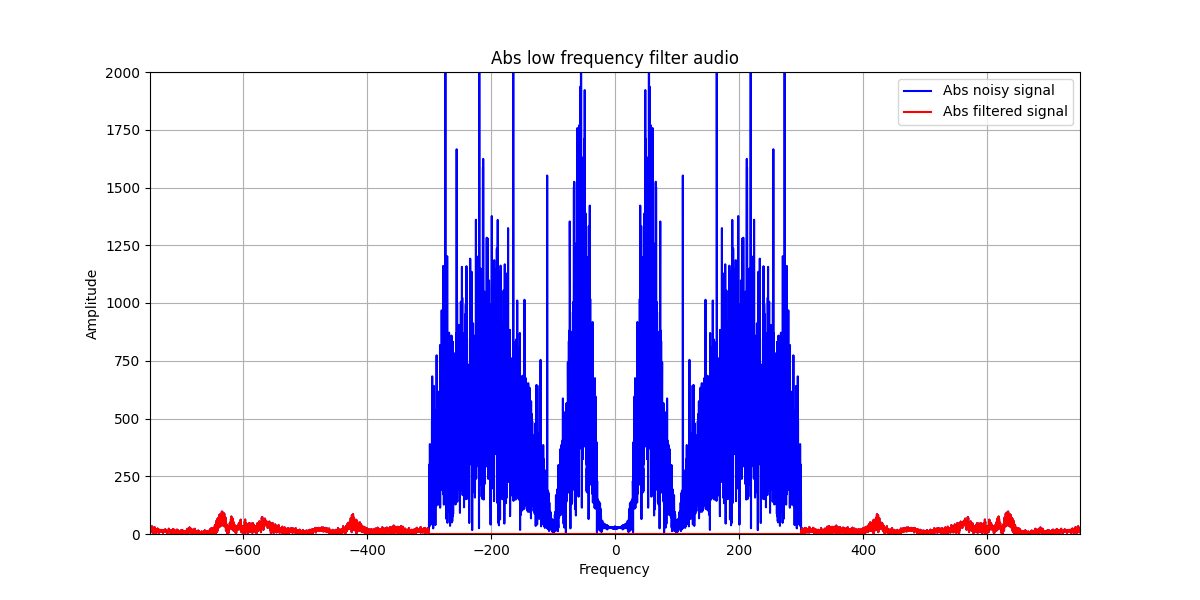 Abs low frequency filter audio
2000
1750
1500
1250
1000
750
500
250
0
Amplitude
Abs noisy signal
Abs filtered signal
−600 −400 −200 0 200 400 600
Frequency